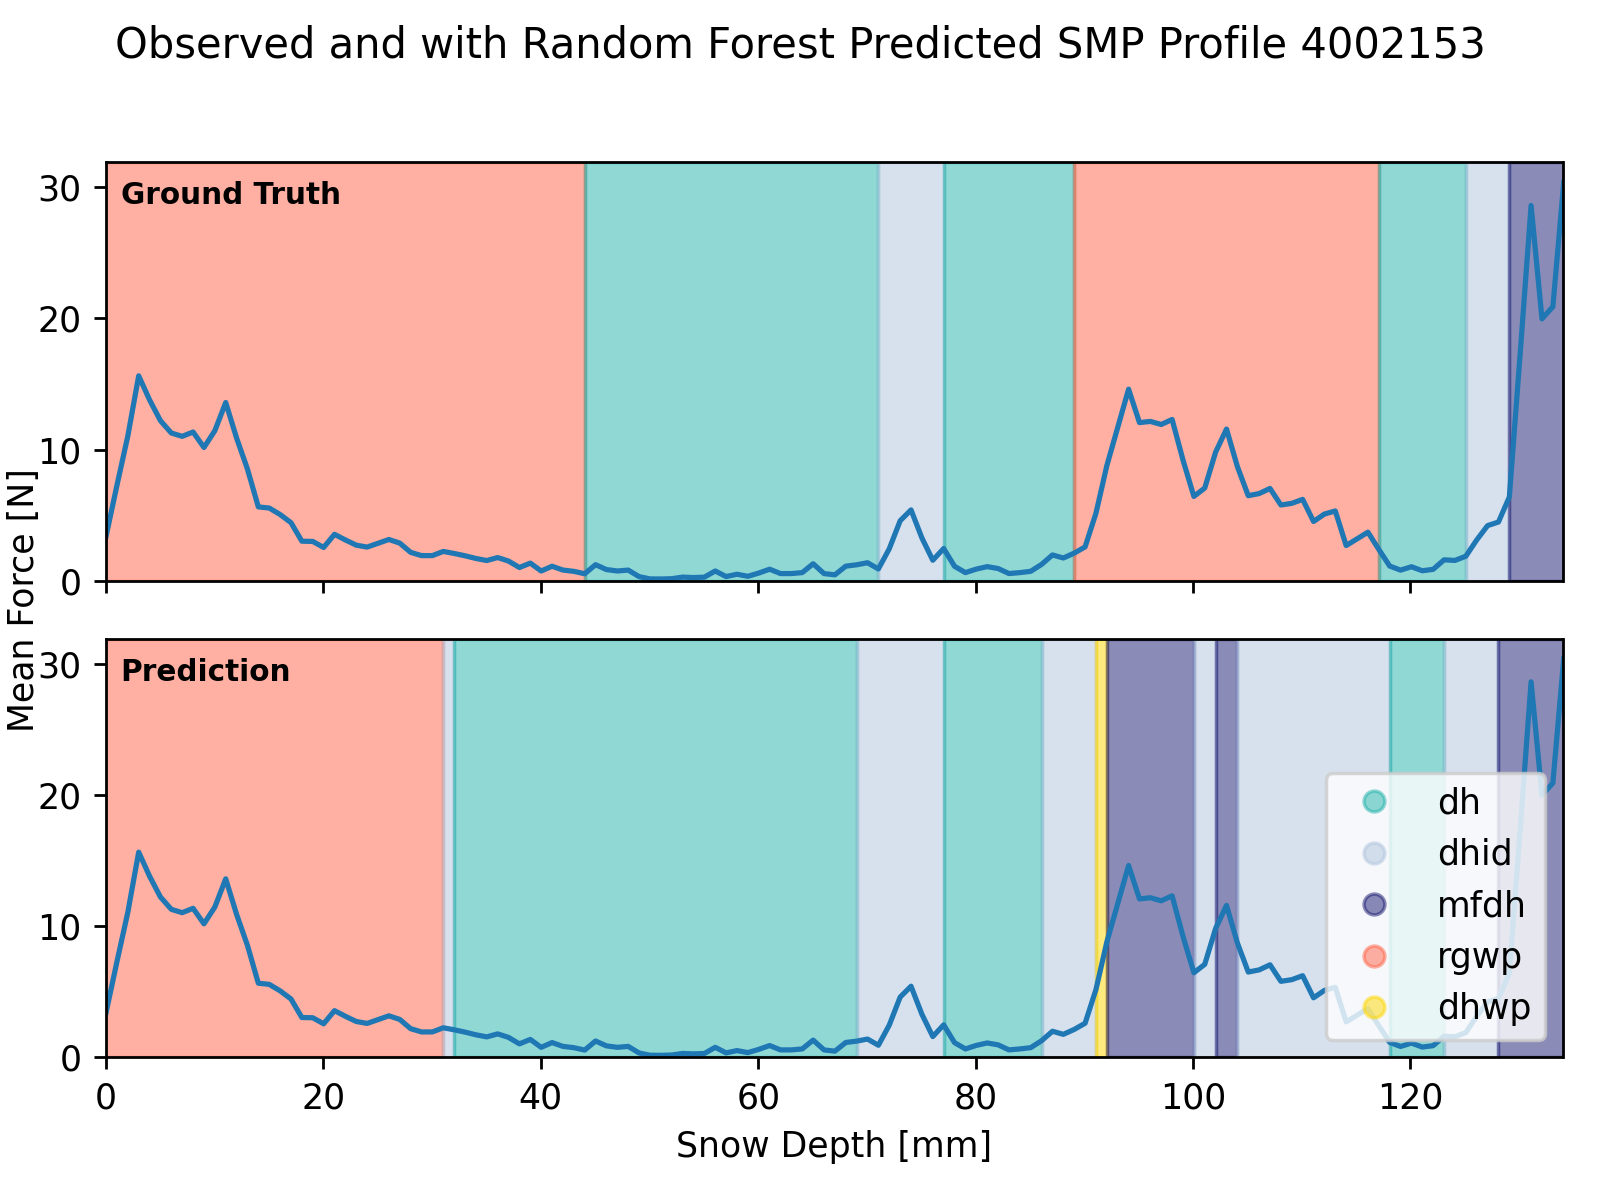 Observed and with Random Forest Predicted SMP Profile 4002153
30
20
10
0
Ground Truth
Mean Force [N]
30
20
10
0
Prediction
dh
dhid
mfdh
rgwp
dhwp
0 20 40 60 80 100 120
Snow Depth [mm]